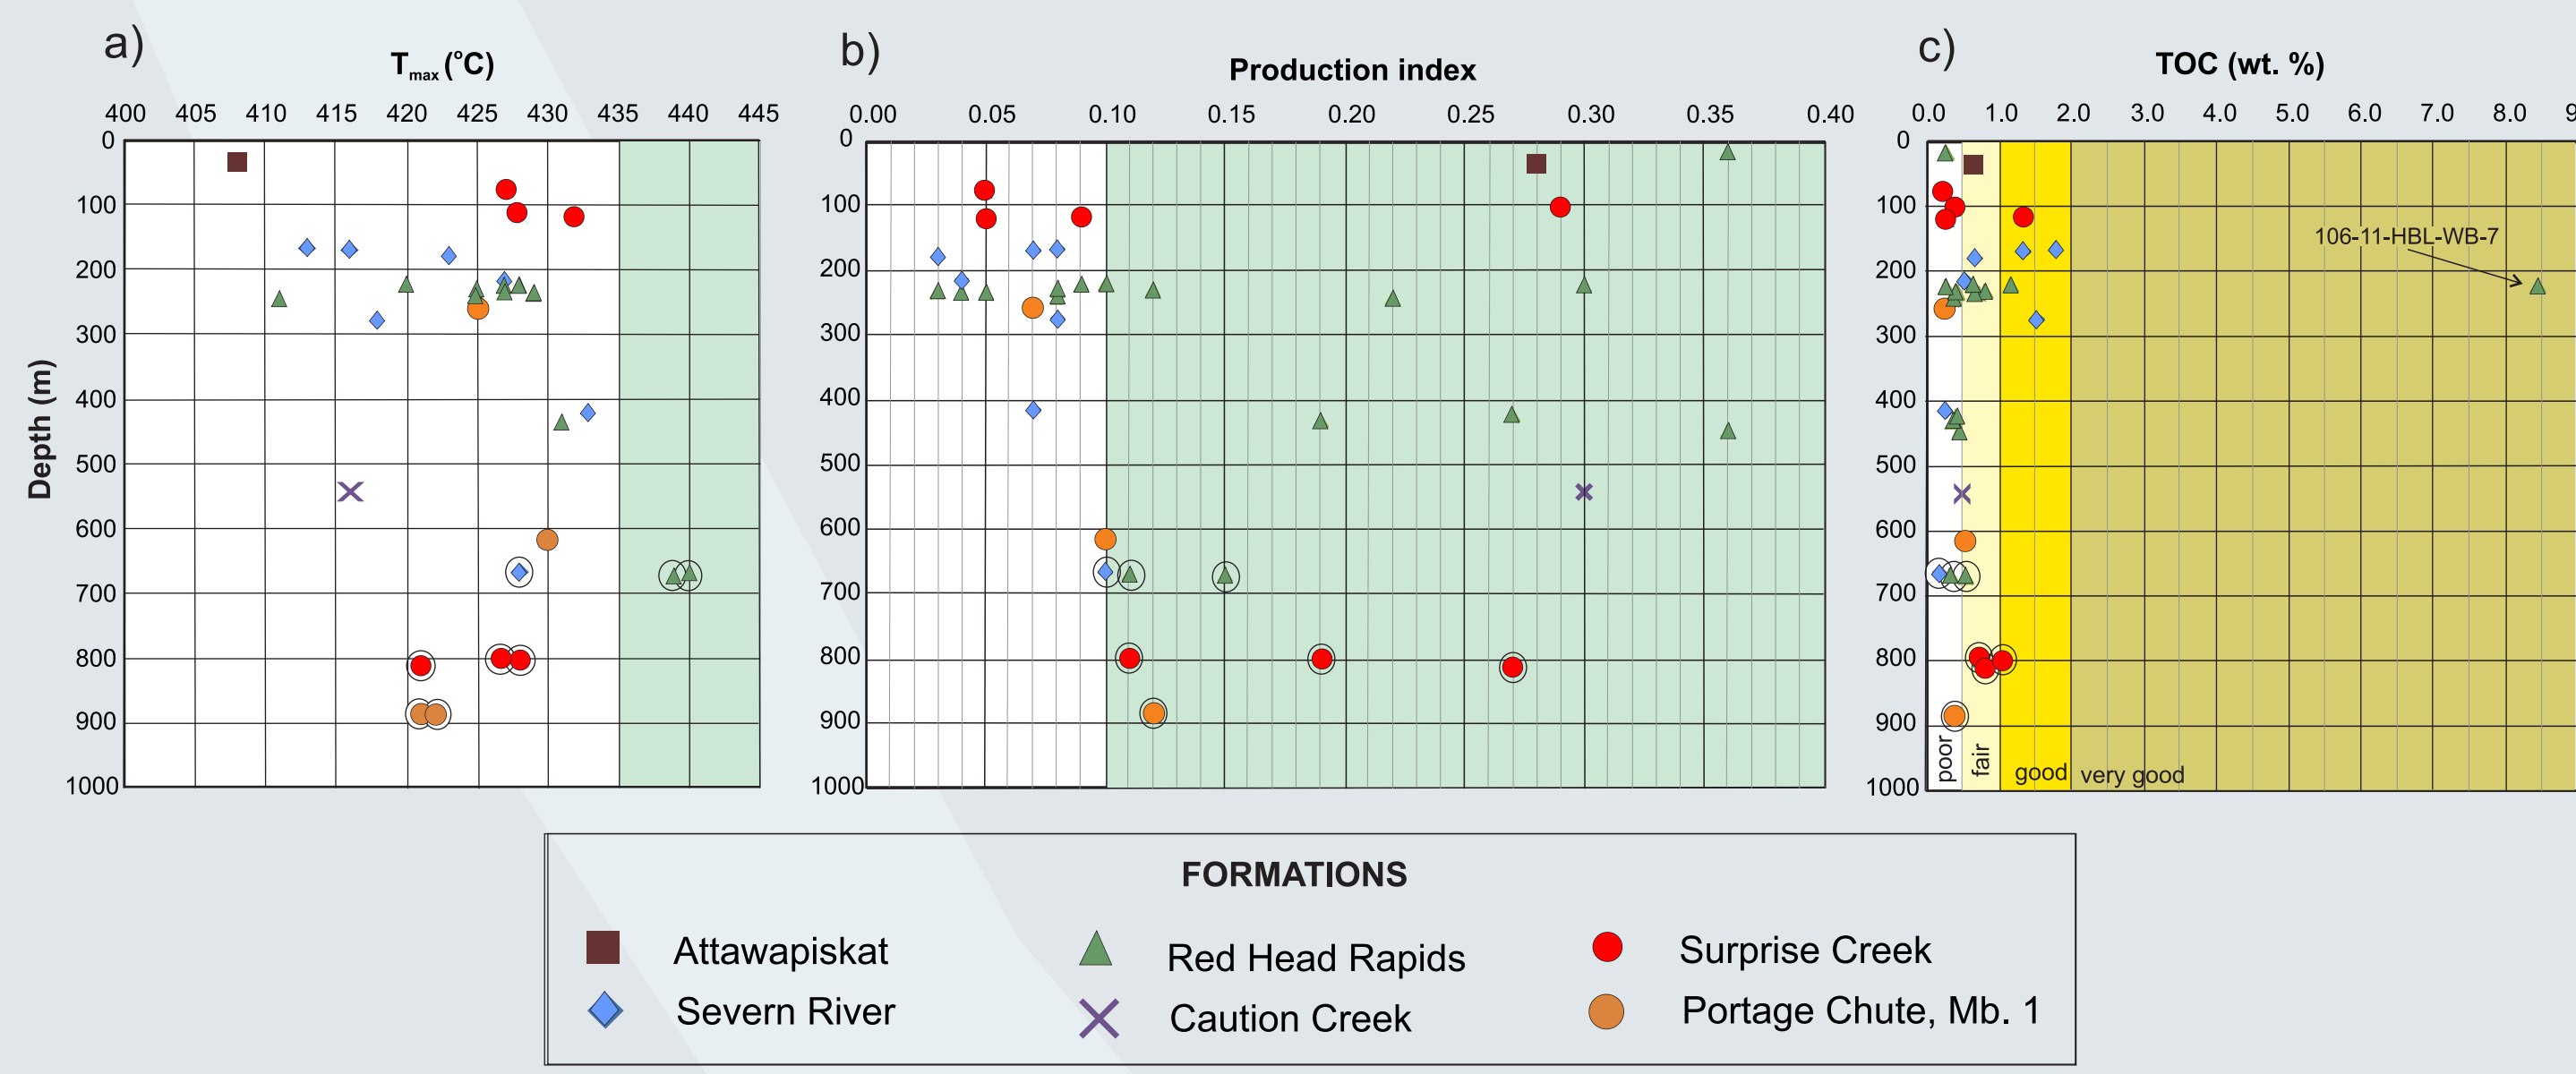 a)
T max (°C)
400 405 410 415 420 425 430 435 440 445
0
100
200
300
400
500
600
700
800
900
1000
Depth (m)
b)
Production index
0.00 0.05 0.10 0.15 0.20 0.25 0.30 0.35 0.40
0
100
200
300
400
500
600
700
800
900
1000
c)
TOC (wt. %)
0.0 1.0 2.0 3.0 4.0 5.0 6.0 7.0 8.0 9
0
100
200
300
400
500
600
700
800
900
1000
106-11-HBL-WB-7
poor
fair
good
very good
FORMATIONS
Attawapiskat
Red Head Rapids
Surprise Creek
Severn River
Caution Creek
Portage Chute, Mb. 1